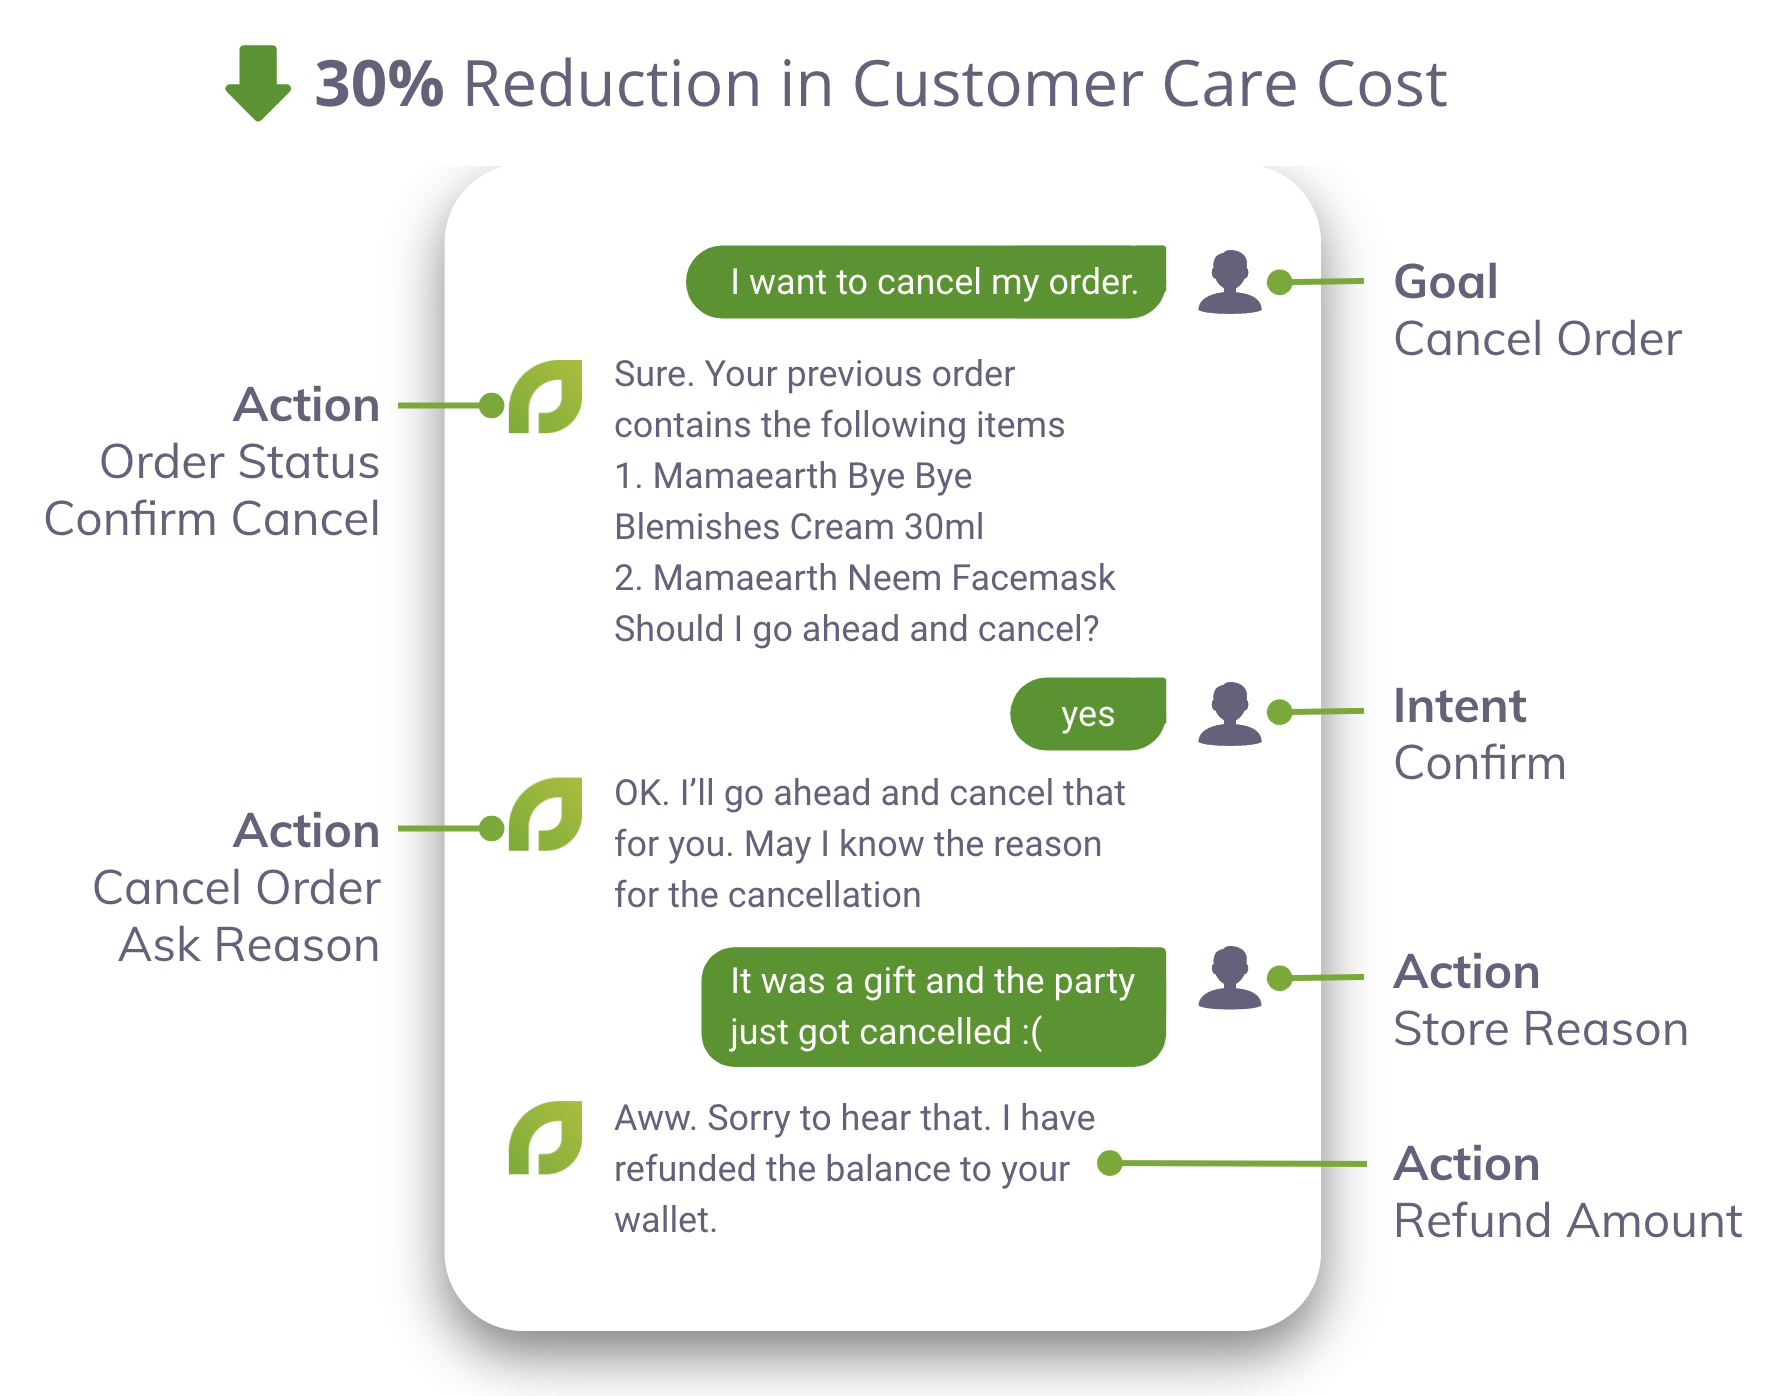 30% Reduction in Customer Care Cost
I want to cancel my order.
Goal
Cancel Order
Action
Order Status
Confirm Cancel
Sure. Your previous order
contains the following items
1. Mamaearth Bye Bye
Blemishes Cream 30ml
2. Mamaearth Neem Facemask
Should I go ahead and cancel?
yes
Intent
Confirm
Action
Cancel Order
Ask Reason
OK. I’ll go ahead and cancel that
for you. May I know the reason
for the cancellation
It was a gift and the party
just got cancelled :(
Action
Store Reason
Aww. Sorry to hear that. I have
refunded the balance to your
wallet.
Action
Refund Amount